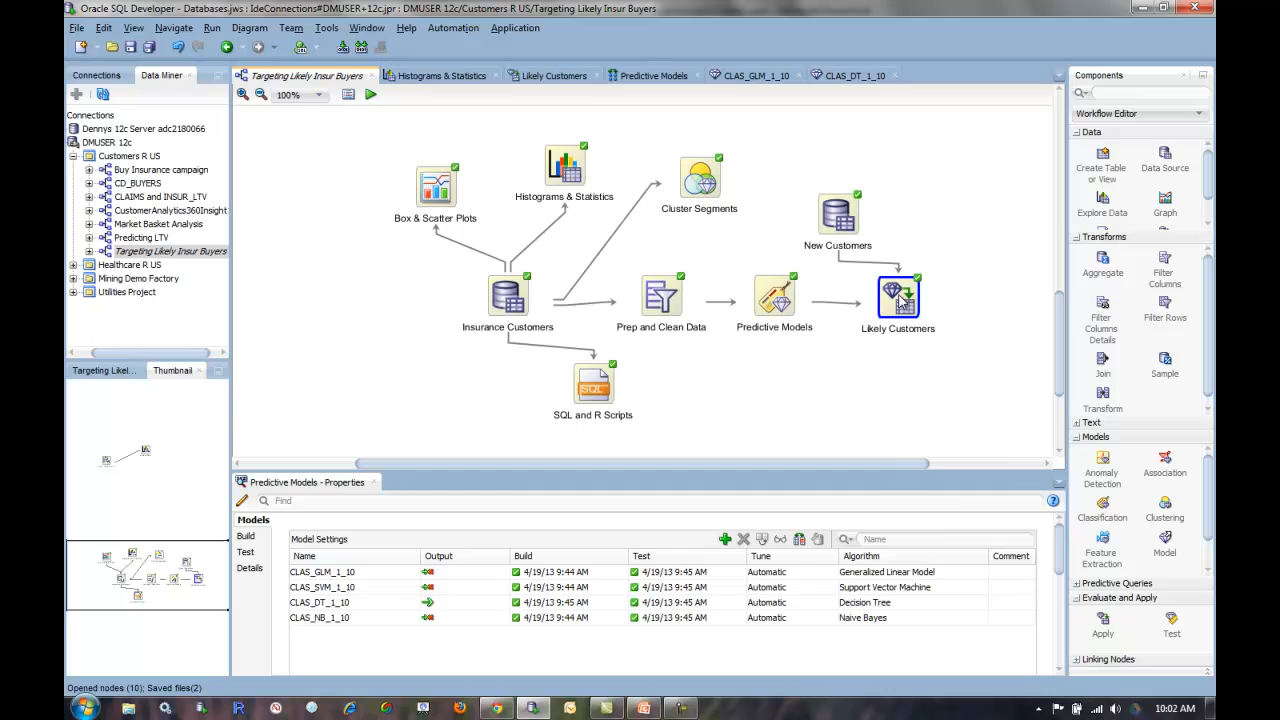 Oracle SQL Developer - Databases.jws : IdeConnections#DMUSER+12c.jpr : DMUSER 12c/Customers R US/Targeting Likely Insur Buyers
File Edit View Navigate Run Diagram Team Tools Window Help Automation Application
Connections Data Miner
Targeting Likely Insur Buyers Histograms & Statistics Likely Customers Predictive Models CLAS_GLM_1_10 CLAS_DT_1_10
100%
Connections
Dennys 12c Server adc2180066
DMUSER 12c
Customers R US
Buy Insurance campaign
CD_BUYERS
CLAIMS and INSUR_LTV
CustomerAnalytics360Insight
Market Basket Analysis
Predicting LTV
Targeting Likely Insur Buyers
Healthcare R US
Mining Demo Factory
Utilities Project
Targeting Likel... Thumbnail
Box & Scatter Plots
Histograms & Statistics
Cluster Segments
New Customers
Insurance Customers
Prep and Clean Data
Predictive Models
Likely Customers
SQL
SQL and R Scripts
Components
Workflow Editor
Data
Create Table or View
Data Source
Explore Data
Graph
Transforms
Aggregate
Filter Columns
Filter Columns Details
Filter Rows
Join
Sample
Transform
Text
Models
Anomaly Detection
Association
Classification
Clustering
Feature Extraction
Model
Predictive Queries
Evaluate and Apply
Apply
Test
Linking Nodes
Predictive Models - Properties
Find
Models
Build
Test
Details
Model Settings
Name
Name Output Build Test Tune Algorithm Comment
CLAS_GLM_1_10 4/19/13 9:44 AM 4/19/13 9:45 AM Automatic Generalized Linear Model
CLAS_SVM_1_10 4/19/13 9:44 AM 4/19/13 9:45 AM Automatic Support Vector Machine
CLAS_DT_1_10 4/19/13 9:45 AM 4/19/13 9:45 AM Automatic Decision Tree
CLAS_NB_1_10 4/19/13 9:44 AM 4/19/13 9:45 AM Automatic Naive Bayes
Opened nodes (10); Saved files(2)
10:02 AM